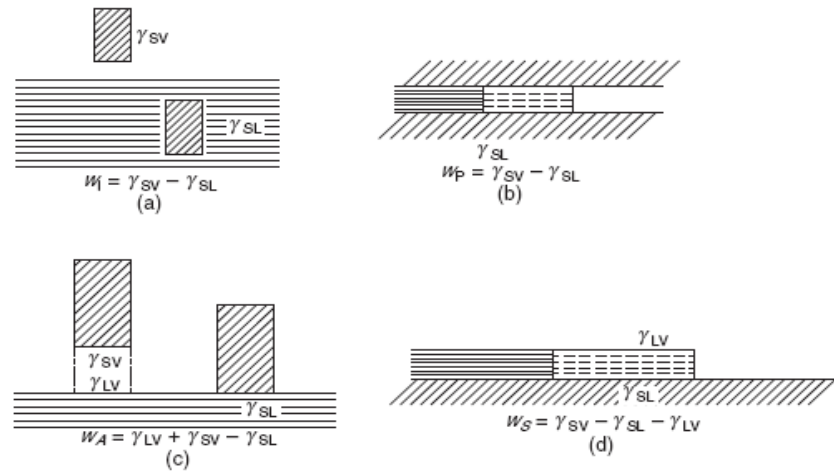 γSV
γSL
wI = γSV − γSL
(a)
γSL
wP = γSV − γSL
(b)
γSV
γLV
γSL
wA = γLV + γSV − γSL
(c)
γLV
γSL
wS = γSV − γSL − γLV
(d)